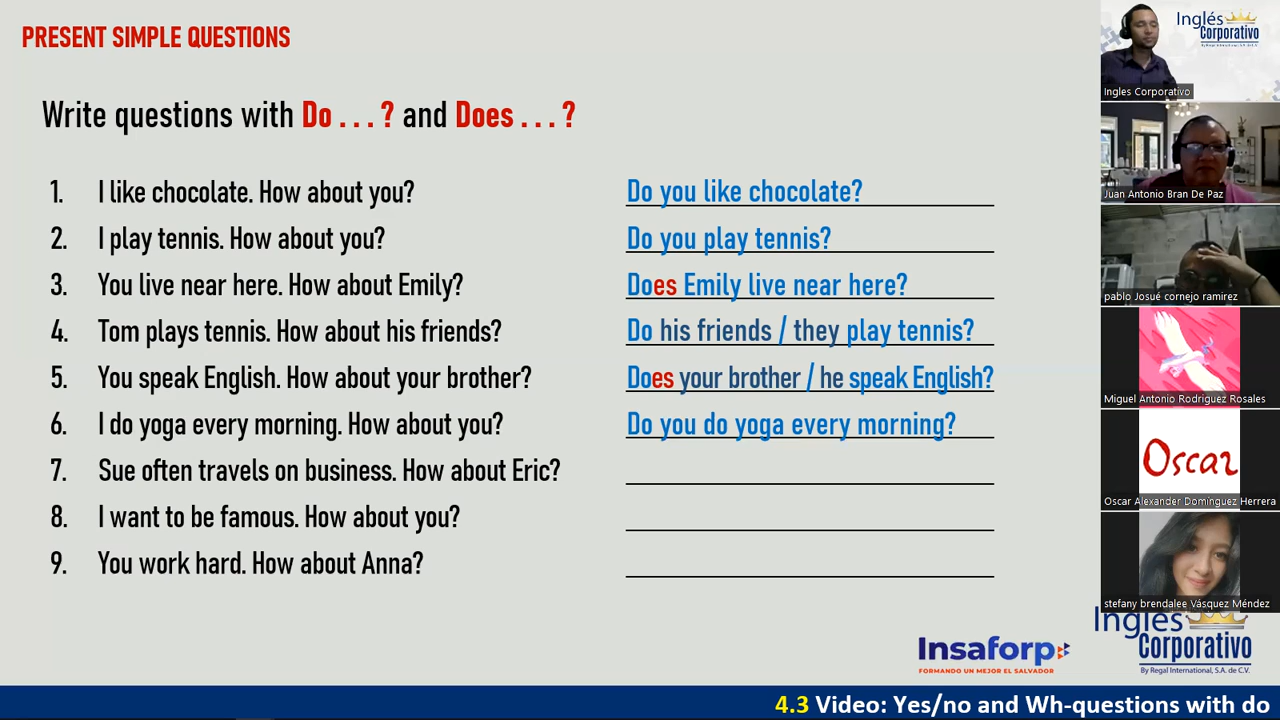 PRESENT SIMPLE QUESTIONS
Write questions with Do . . . ? and Does . . . ?
1. I like chocolate. How about you? Do you like chocolate?
2. I play tennis. How about you? Do you play tennis?
3. You live near here. How about Emily? Does Emily live near here?
4. Tom plays tennis. How about his friends? Do his friends / they play tennis?
5. You speak English. How about your brother? Does your brother / he speak English?
6. I do yoga every morning. How about you? Do you do yoga every morning?
7. Sue often travels on business. How about Eric?
8. I want to be famous. How about you?
9. You work hard. How about Anna?
Inglés
Corporativo
By Regal International, S.A. de C.V.
Ingles Corporativo
Juan Antonio Bran De Paz
pablo Josué cornejo ramirez
Miguel Antonio Rodriguez Rosales
Oscar
Oscar Alexander Domínguez Herrera
stefany brendalee Vásquez Méndez
Insaforp
FORMANDO UN MEJOR EL SALVADOR
Inglés
Corporativo
By Regal International, S.A. de C.V.
4.3 Video: Yes/no and Wh-questions with do